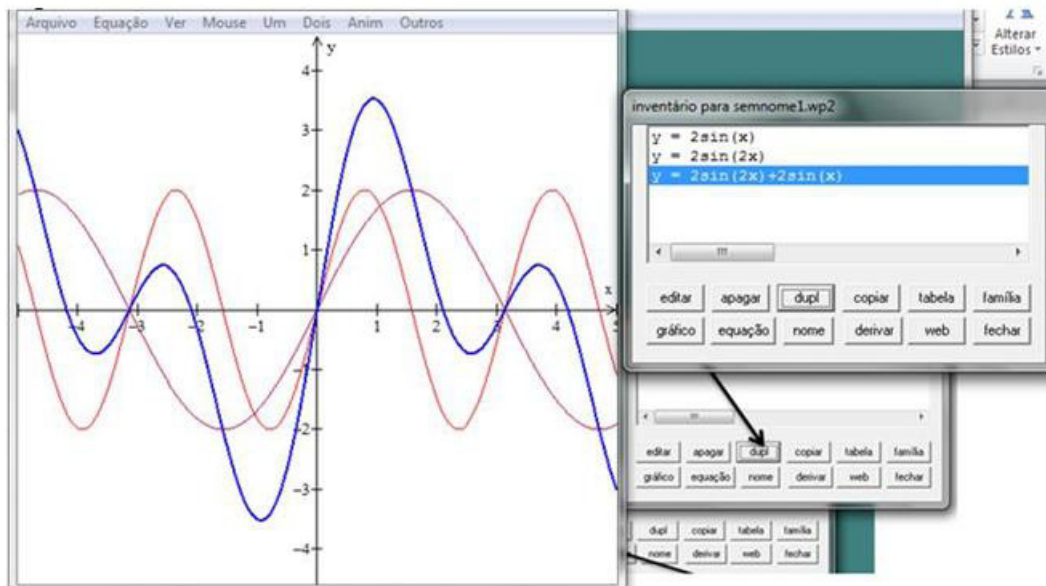 Arquivo Equação Ver Mouse Um Dois Anim Outros
y
4
3
2
1
x
-4 -3 -2 -1 1 2 3 4 5
-1
-2
-3
-4
Alterar
Estilos
inventário para semnome1.wp2
y = 2sin(x)
y = 2sin(2x)
y = 2sin(2x)+2sin(x)
editar apagar dupl copiar tabela família
gráfico equação nome derivar web fechar
editar apagar dupl copiar tabela família
gráfico equação nome derivar web fechar
dupl copiar tabela família
nome derivar web fechar